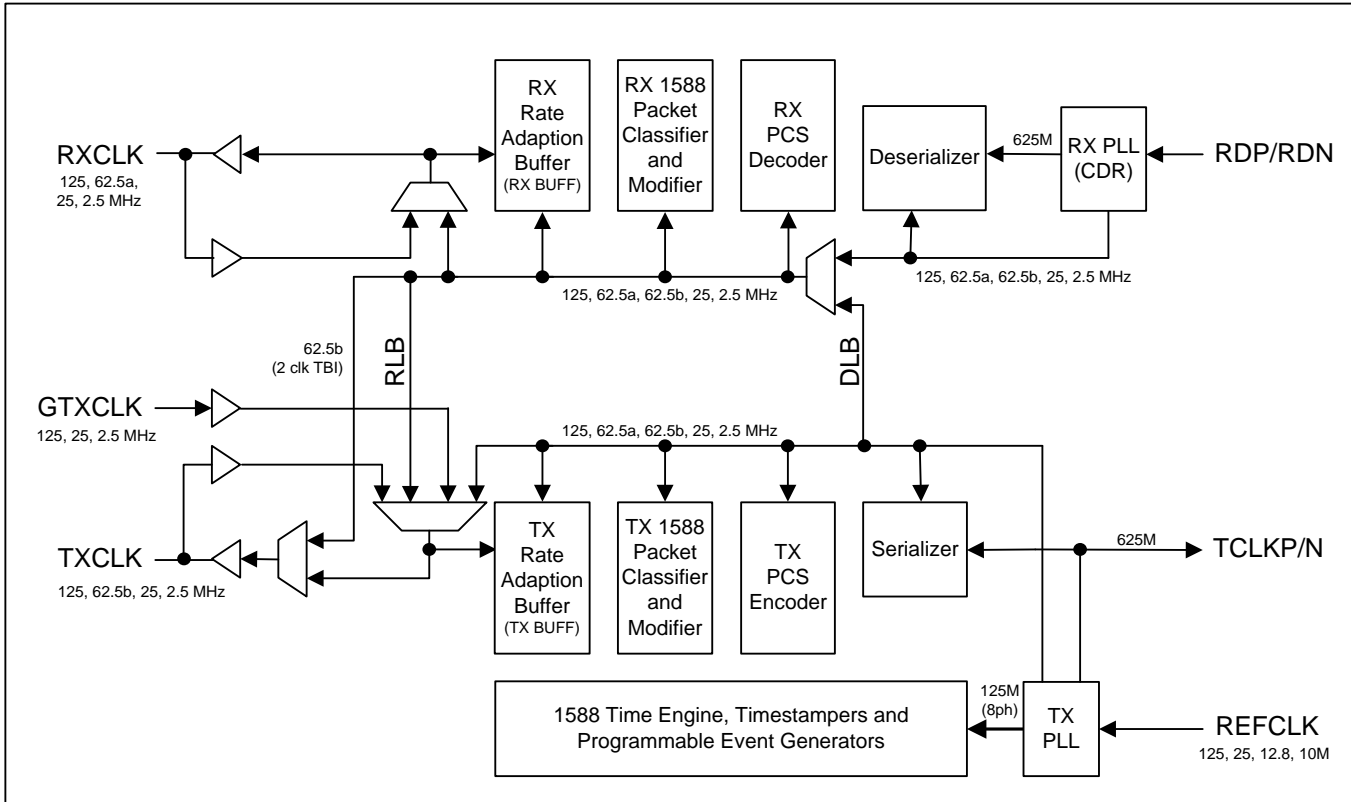 RX
Rate
Adaption
Buffer
(RX BUFF)
RX 1588
Packet
Classifier
and
Modifier
RX
PCS
Decoder
Deserializer
625M
RX PLL
(CDR)
RDP/RDN
RXCLK
125, 62.5a,
25, 2.5 MHz
125, 62.5a, 62.5b, 25, 2.5 MHz
125, 62.5a, 62.5b, 25, 2.5 MHz
62.5b
(2 clk TBI)
RLB
DLB
GTXCLK
125, 25, 2.5 MHz
125, 62.5a, 62.5b, 25, 2.5 MHz
TXCLK
125, 62.5b, 25, 2.5 MHz
TX
Rate
Adaption
Buffer
(TX BUFF)
TX 1588
Packet
Classifier
and
Modifier
TX
PCS
Encoder
Serializer
625M
TCLKP/N
1588 Time Engine, Timestampers and
Programmable Event Generators
125M
(8ph)
TX
PLL
REFCLK
125, 25, 12.8, 10M